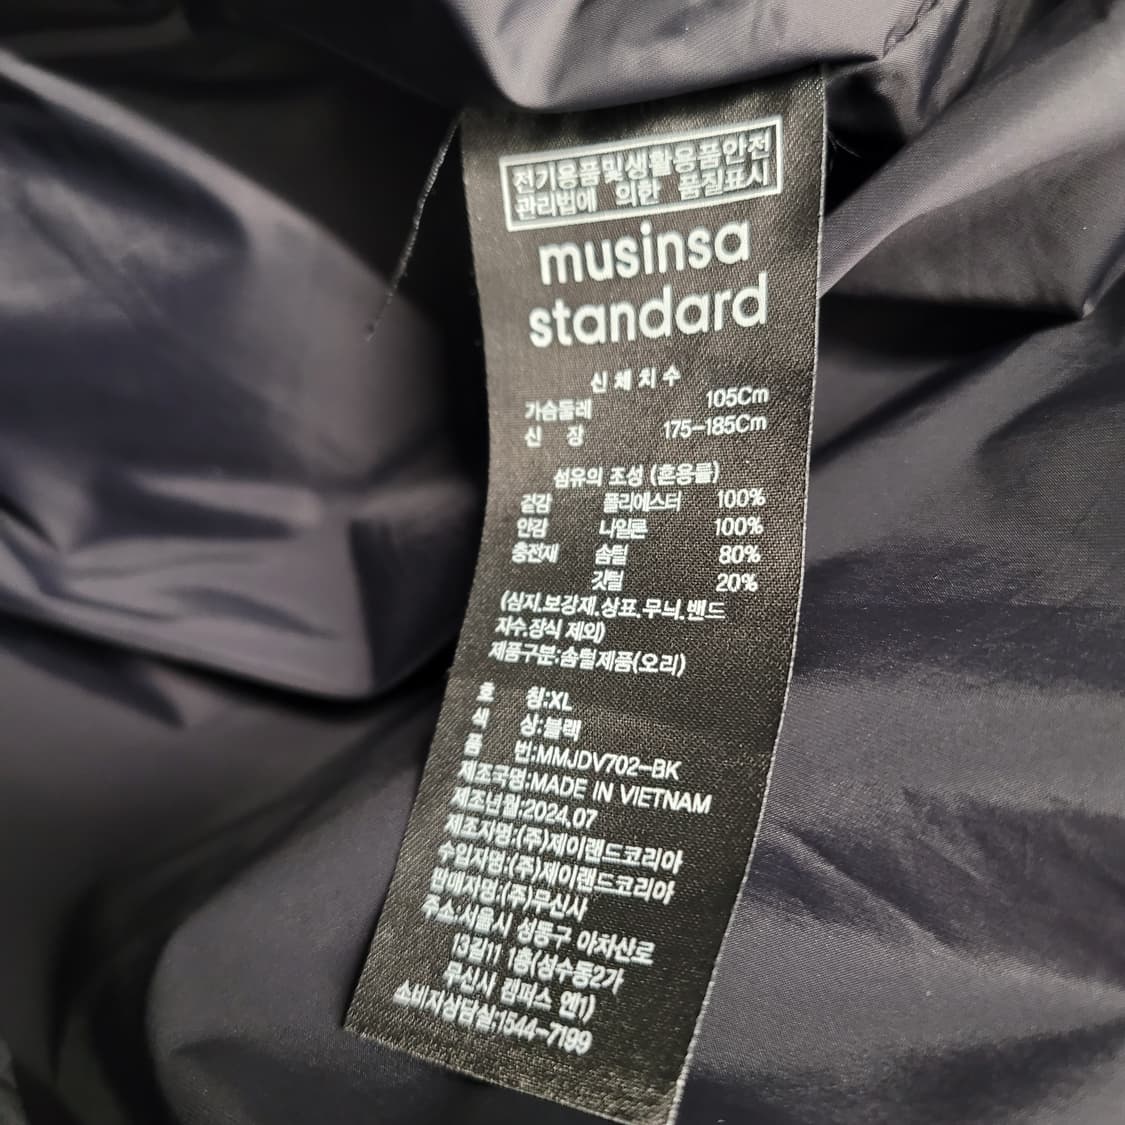 전기용품및생활용품안전
관리법에 의한 품질표시
musinsa
standard
신체치수
가슴둘레 105Cm
신 장 175-185Cm
섬유의 조성 (혼용률)
겉감 폴리에스터 100%
안감 나일론 100%
충전재 솜털 80%
깃털 20%
(심지.보강재.상표.무늬.밴드
자수.장식 제외)
제품구분:솜털제품(오리)
호 칭:XL
색 상:블랙
품 번:MMJDV702-BK
제조국명:MADE IN VIETNAM
제조년월:2024.07
제조자명:(주)제이랜드코리아
수입자명:(주)제이랜드코리아
판매자명:(주)무신사
주소:서울시 성동구 아차산로
13길11 1층(성수동2가
무신사 캠퍼스 엔1)
소비자상담실:1544-7199